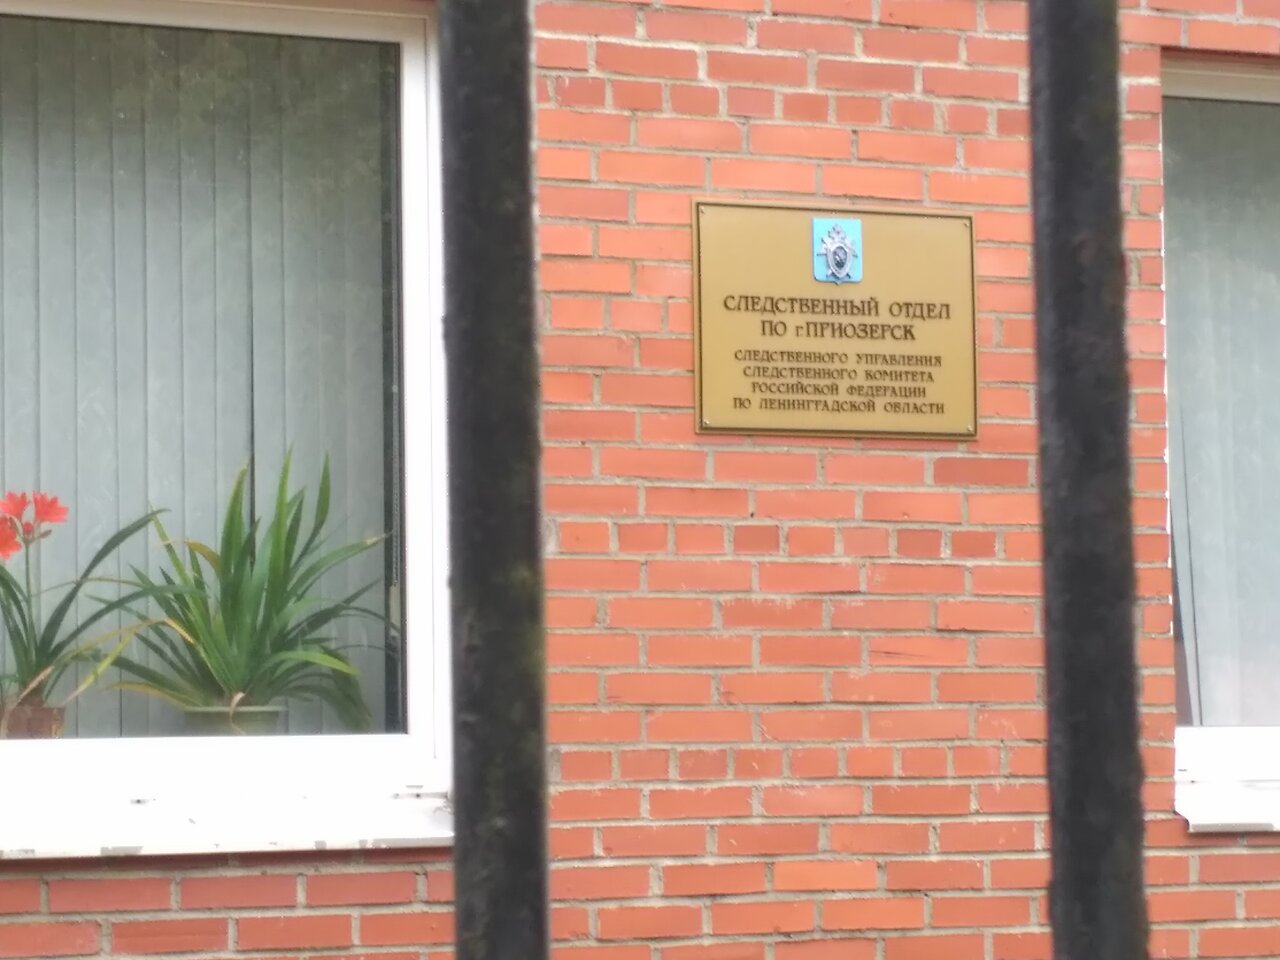 СЛЕДСТВЕННЫЙ ОТДЕЛ
ПО г.ПРИОЗЕРСК
СЛЕДСТВЕННОГО УПРАВЛЕНИЯ
СЛЕДСТВЕННОГО КОМИТЕТА
РОССИЙСКОЙ ФЕДЕРАЦИИ
ПО ЛЕНИНГРАДСКОЙ ОБЛАСТИ